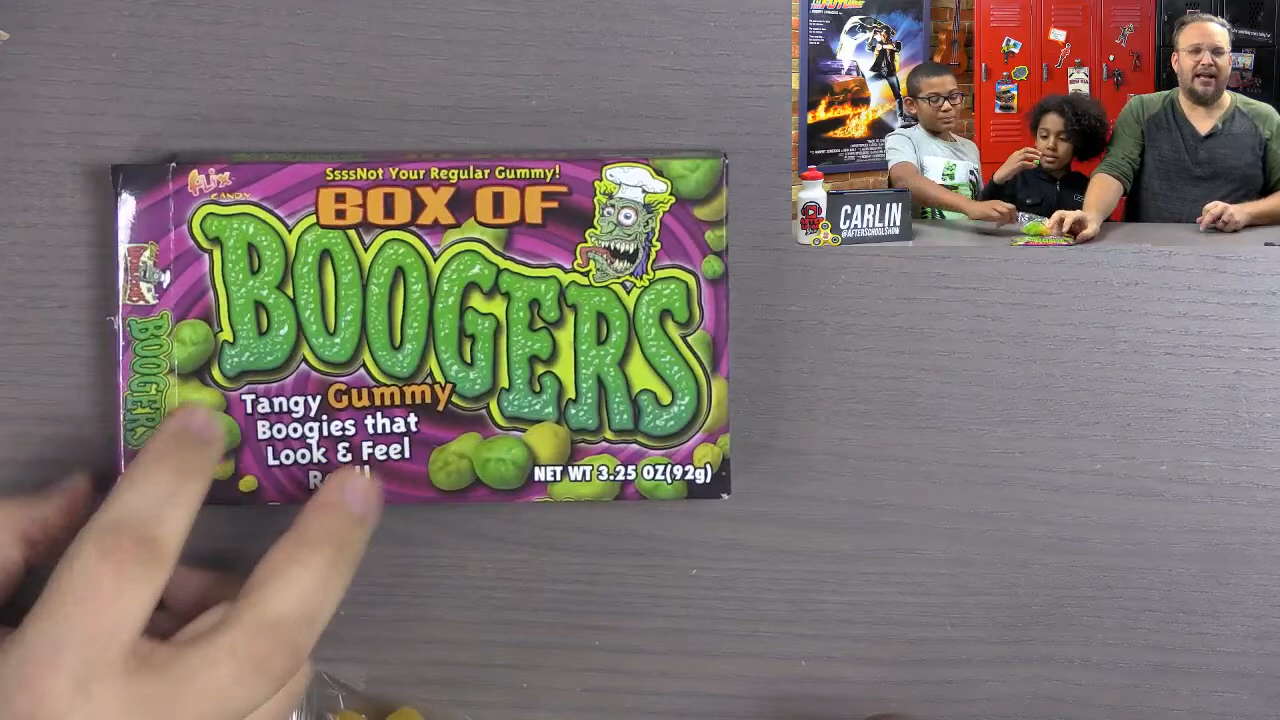 flix
CANDY
SsssNot Your Regular Gummy!
BOX OF
BOOGERS
Tangy Gummy
Boogies that
Look & Feel
NET WT 3.25 OZ(92g)
BOOGERS
FUTURE
CARLIN
@AFTERSCHOOLSHOW